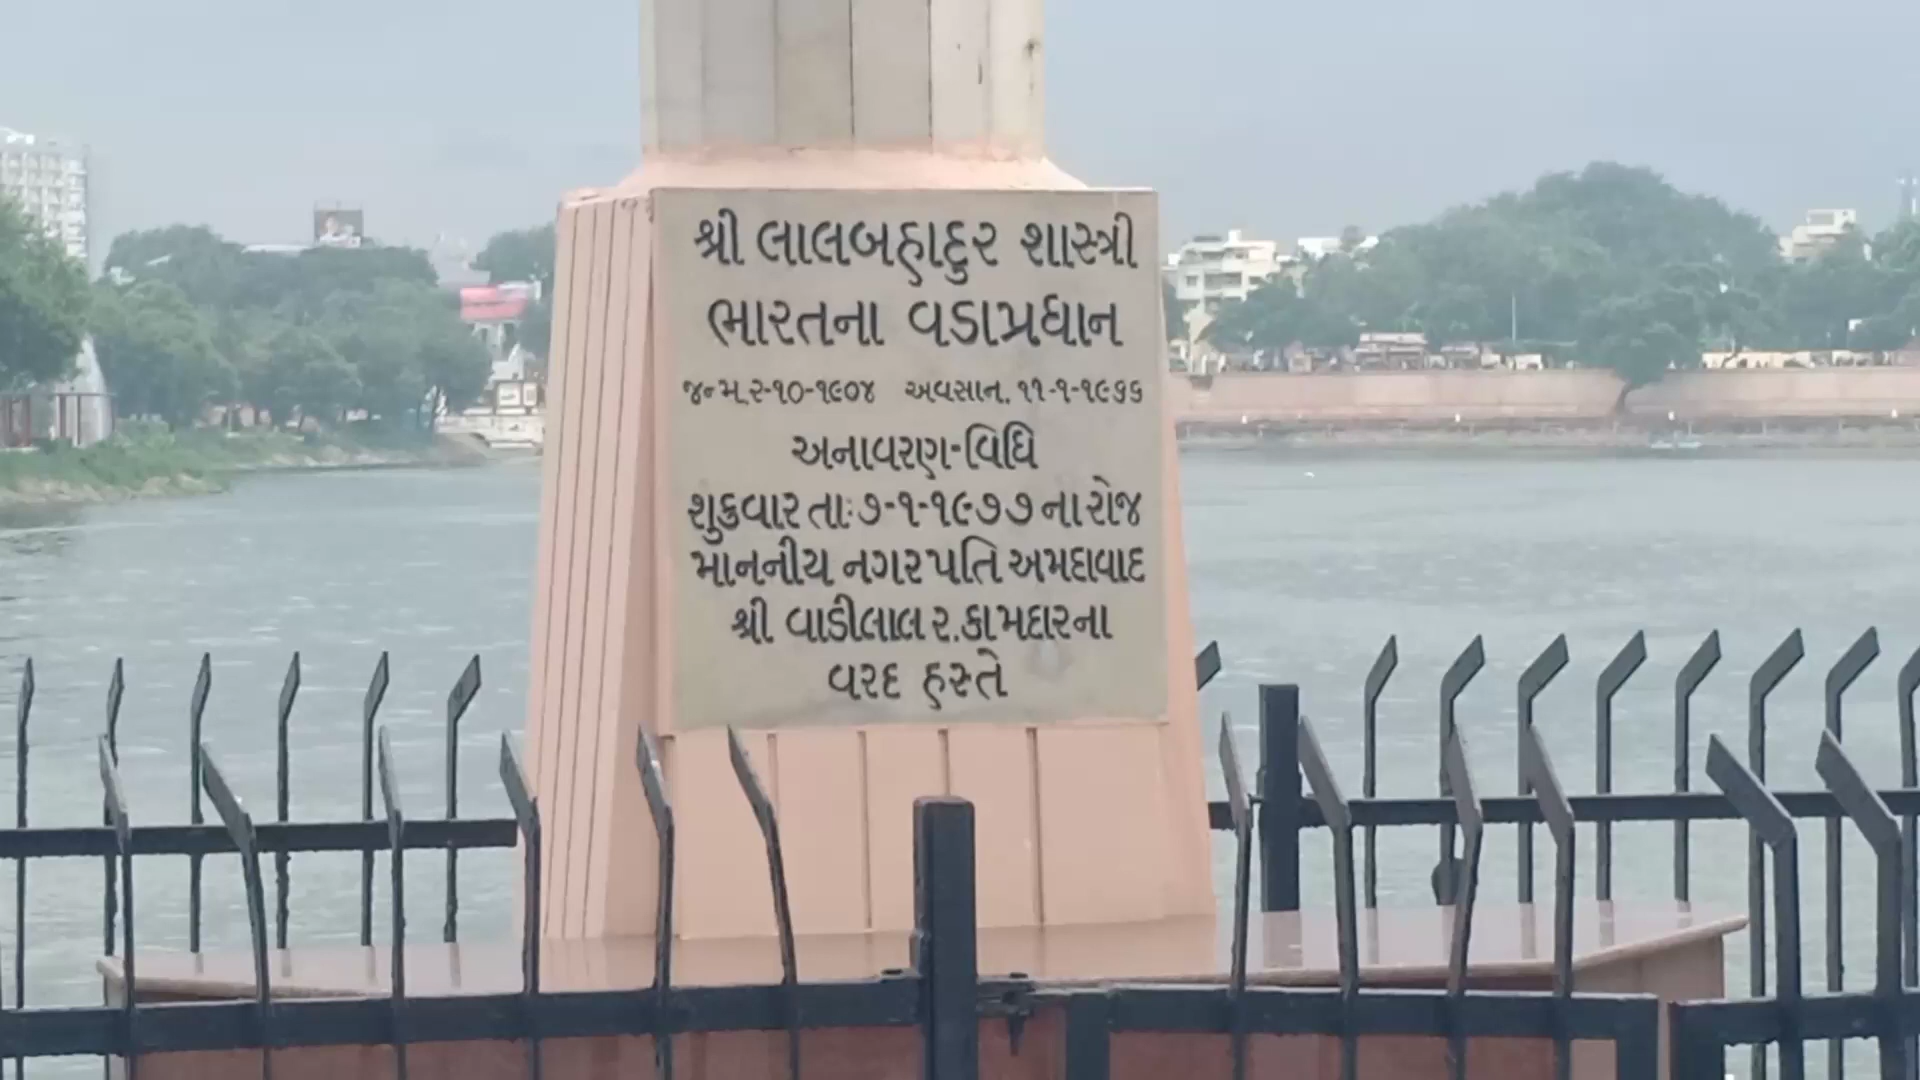 શ્રી લાલબહાદુર શાસ્ત્રી
ભારતના વડાપ્રધાન
જન્મ.૨-૧૦-૧૯૦૪ અવસાન. ૧૧-૧-૧૯૬૬
અનાવરણ-વિધિ
શુક્રવાર તાઃ૭-૧-૧૯૭૭ ના રોજ
માનનીય નગરપતિ અમદાવાદ
શ્રી. વાડીલાલ ર.કામદારના
વરદ હસ્તે